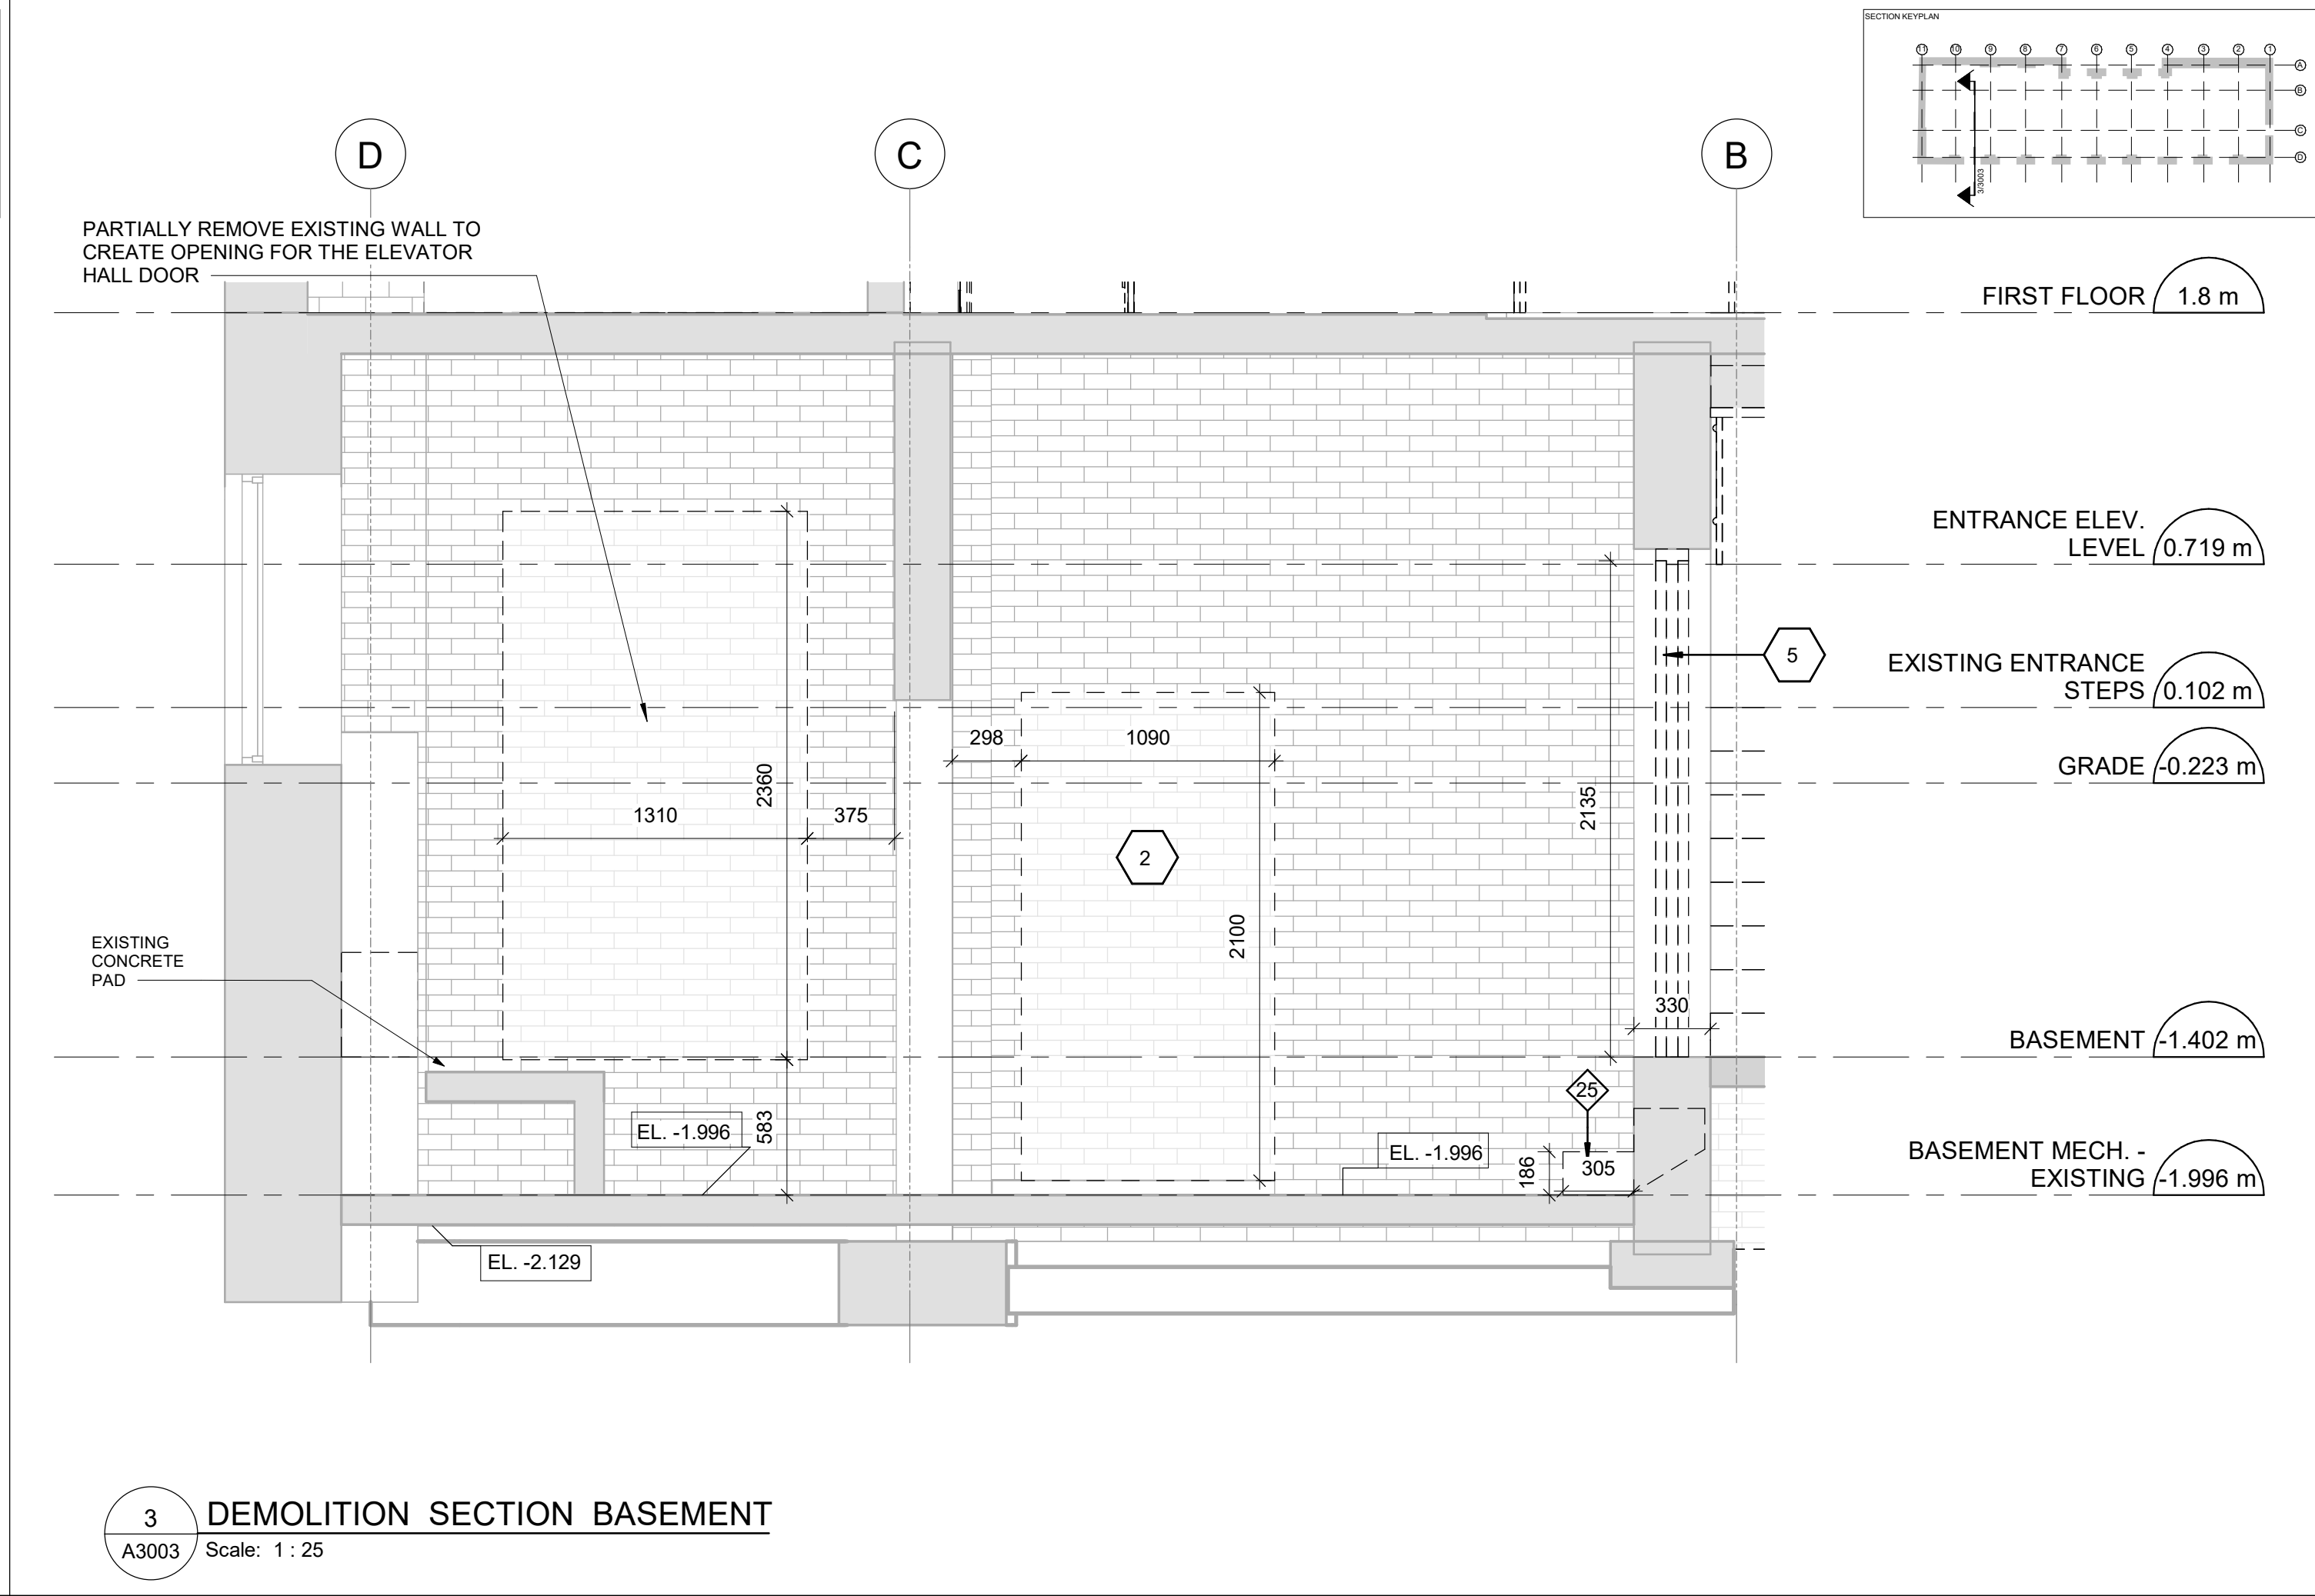 SECTION KEYPLAN
11 10 9 8 7 6 5 4 3 2 1
A
B
C
D
3/3003
D C B
PARTIALLY REMOVE EXISTING WALL TO
CREATE OPENING FOR THE ELEVATOR
HALL DOOR
FIRST FLOOR 1.8 m
ENTRANCE ELEV.
LEVEL 0.719 m
5
EXISTING ENTRANCE
STEPS 0.102 m
298 1090
GRADE -0.223 m
2360
2135
1310 375
2
2100
EXISTING
CONCRETE
PAD
330
BASEMENT -1.402 m
25
583
EL. -1.996
EL. -1.996
186
305
BASEMENT MECH. -
EXISTING -1.996 m
EL. -2.129
3
A3003
DEMOLITION SECTION BASEMENT
Scale: 1 : 25